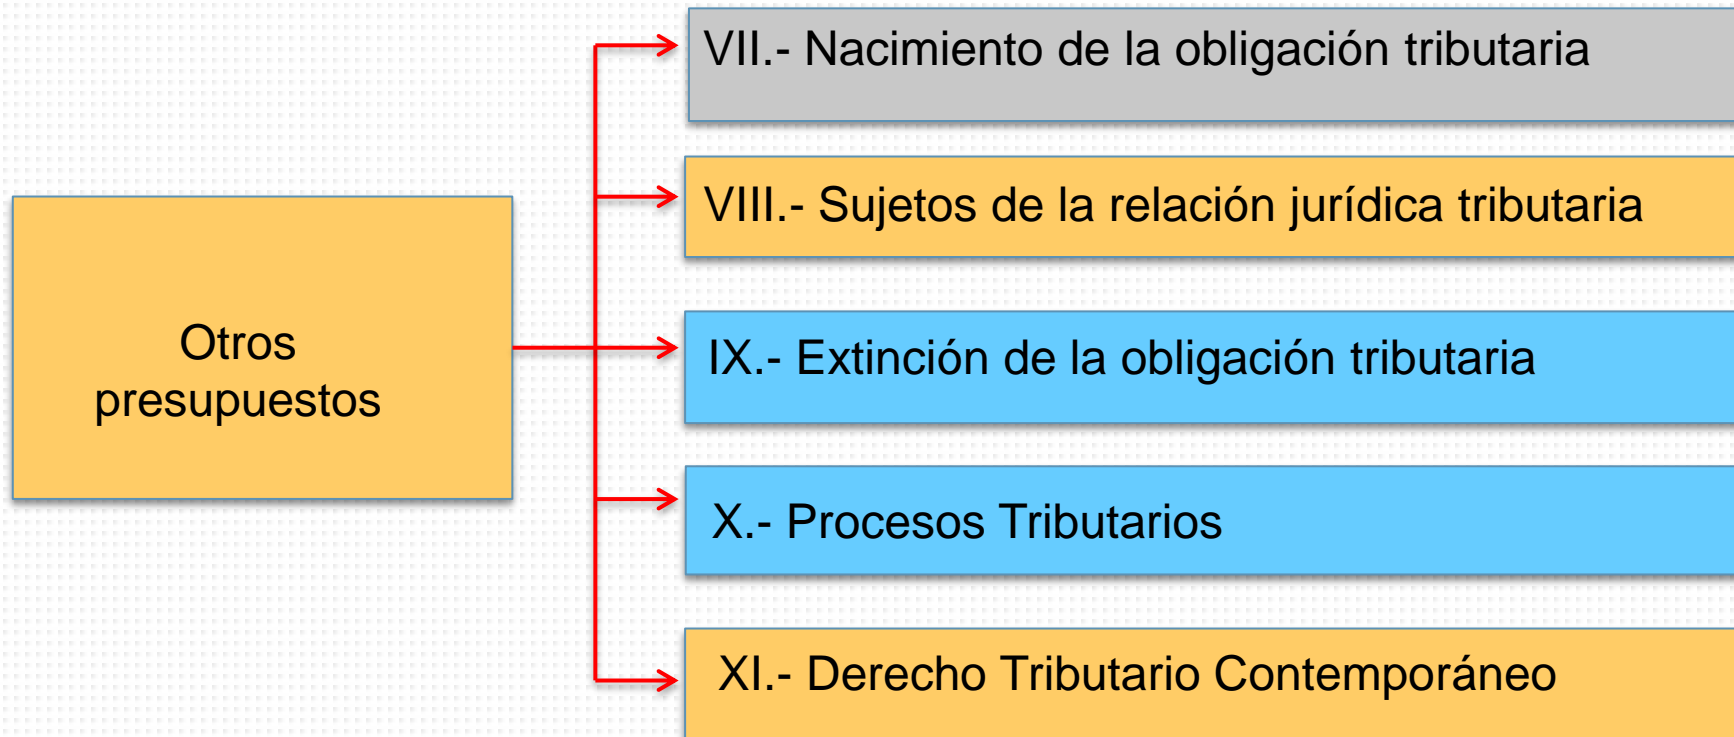 VII.- Nacimiento de la obligación tributaria
VIII.- Sujetos de la relación jurídica tributaria
Otros
presupuestos
IX.- Extinción de la obligación tributaria
X.- Procesos Tributarios
XI.- Derecho Tributario Contemporáneo